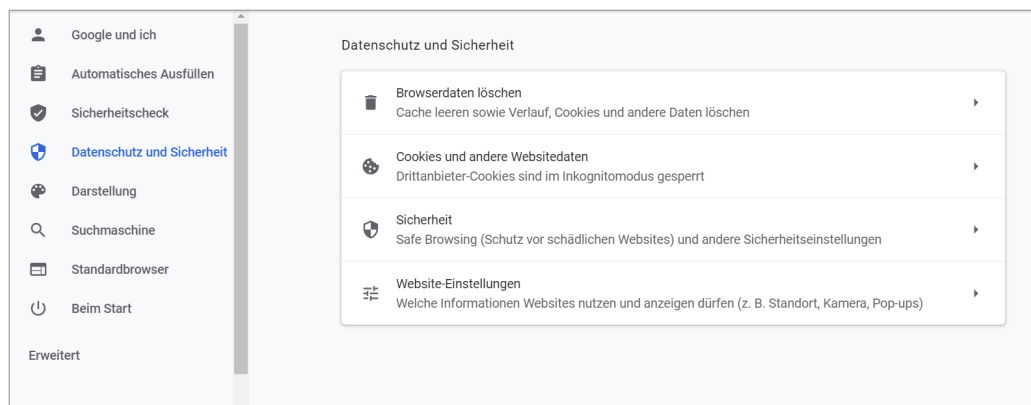 Google und ich
Automatisches Ausfüllen
Sicherheitscheck
Datenschutz und Sicherheit
Darstellung
Suchmaschine
Standardbrowser
Beim Start
Erweitert
Datenschutz und Sicherheit
Browserdaten löschen
Cache leeren sowie Verlauf, Cookies und andere Daten löschen
Cookies und andere Websitedaten
Drittanbieter-Cookies sind im Inkognitomodus gesperrt
Sicherheit
Safe Browsing (Schutz vor schädlichen Websites) und andere Sicherheitseinstellungen
Website-Einstellungen
Welche Informationen Websites nutzen und anzeigen dürfen (z. B. Standort, Kamera, Pop-ups)